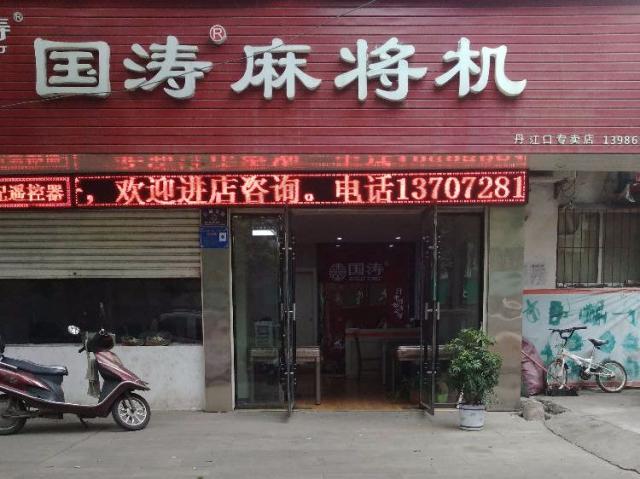 国涛® 麻将机
丹江口专卖店 13986
配遥控器
，欢迎进店咨询。电话13707281
国涛